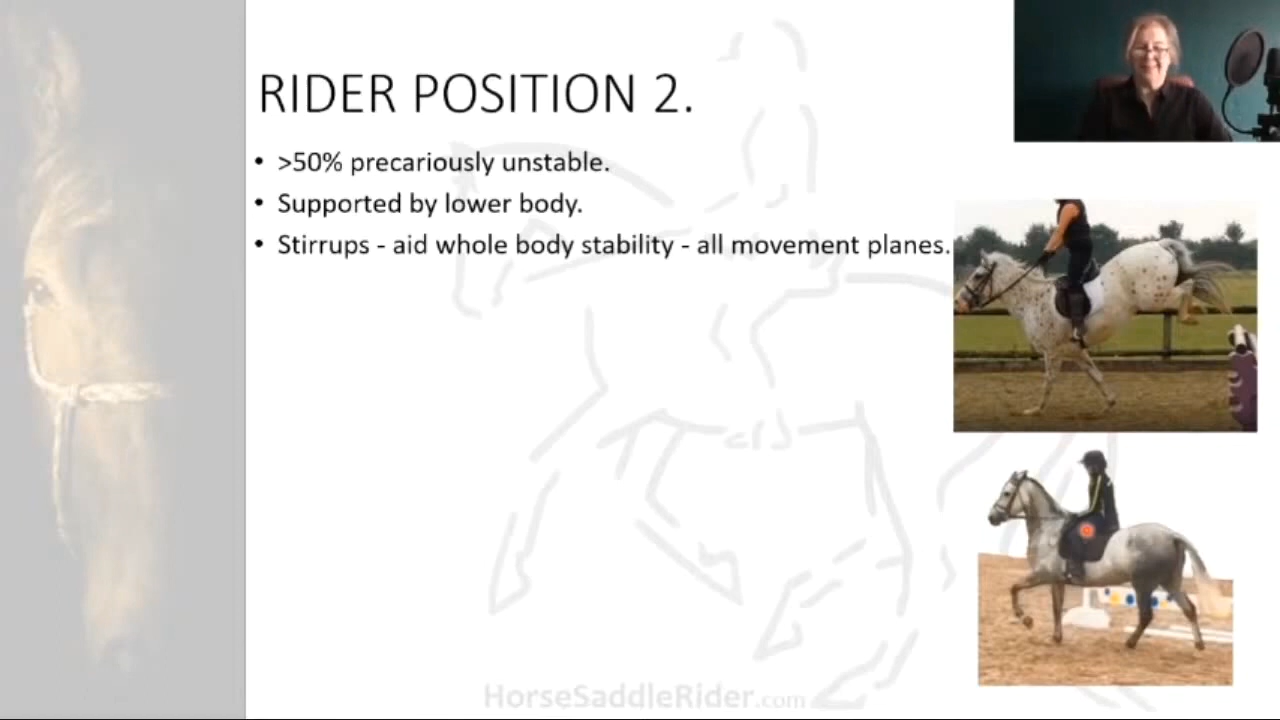 RIDER POSITION 2.
• >50% precariously unstable.
• Supported by lower body.
• Stirrups - aid whole body stability - all movement planes.
HorseSaddleRider.com